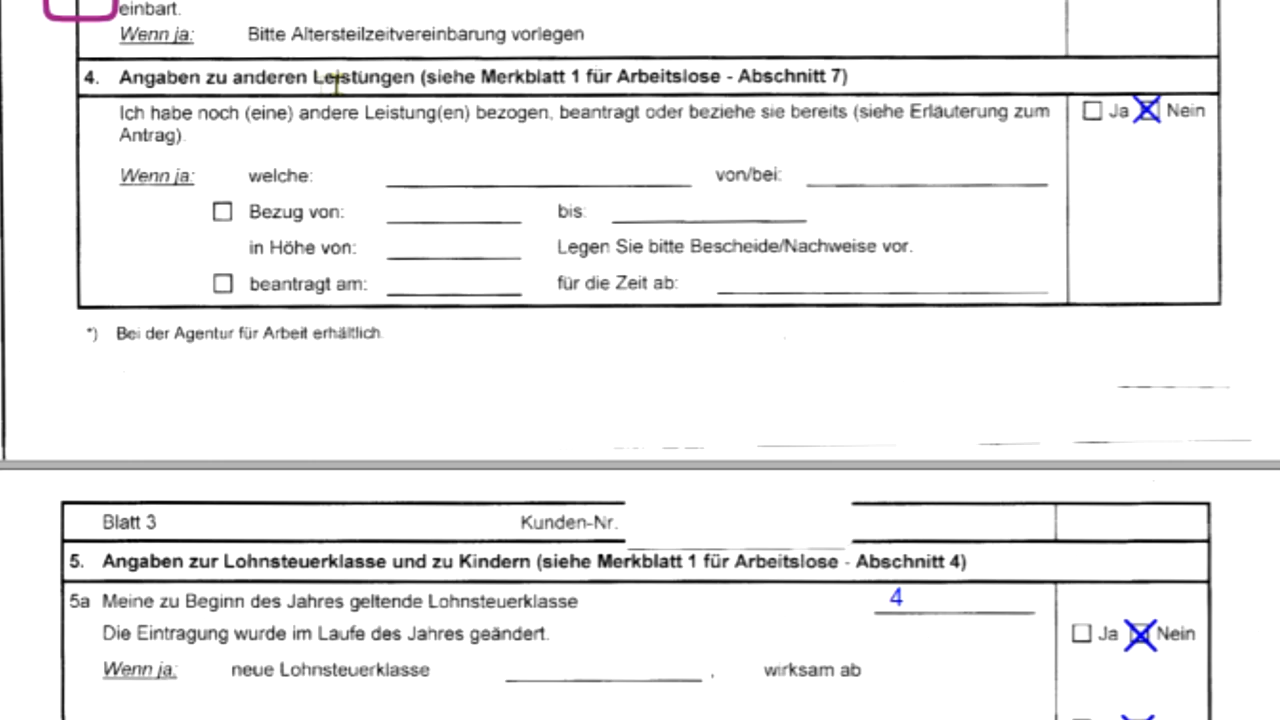 einbart.
Wenn ja: Bitte Altersteilzeitvereinbarung vorlegen
4. Angaben zu anderen Leistungen (siehe Merkblatt 1 für Arbeitslose - Abschnitt 7)
Ich habe noch (eine) andere Leistung(en) bezogen, beantragt oder beziehe sie bereits (siehe Erläuterung zum Ja Nein
Antrag).
Wenn ja: welche: von/bei:
Bezug von: bis:
in Höhe von: Legen Sie bitte Bescheide/Nachweise vor.
beantragt am: für die Zeit ab:
*) Bei der Agentur für Arbeit erhältlich.
Blatt 3 Kunden-Nr.
5. Angaben zur Lohnsteuerklasse und zu Kindern (siehe Merkblatt 1 für Arbeitslose - Abschnitt 4)
5a Meine zu Beginn des Jahres geltende Lohnsteuerklasse 4
Die Eintragung wurde im Laufe des Jahres geändert. Ja Nein
Wenn ja: neue Lohnsteuerklasse , wirksam ab